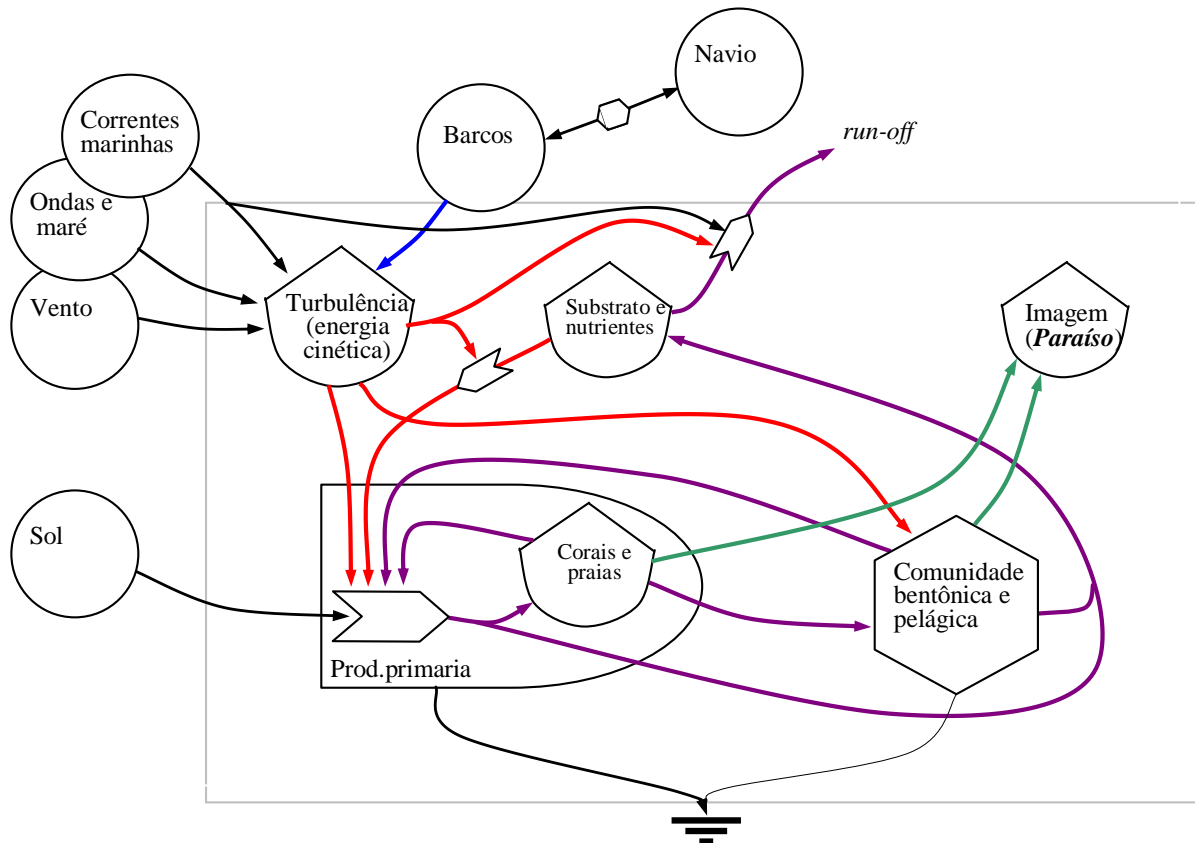 Navio
Correntes
marinhas
Barcos
run-off
Ondas e
maré
Vento
Turbulência
(energia
cinética)
Substrato e
nutrientes
Imagem
(Paraíso)
Sol
Corais e
praias
Comunidade
bentônica e
pelágica
Prod.primaria